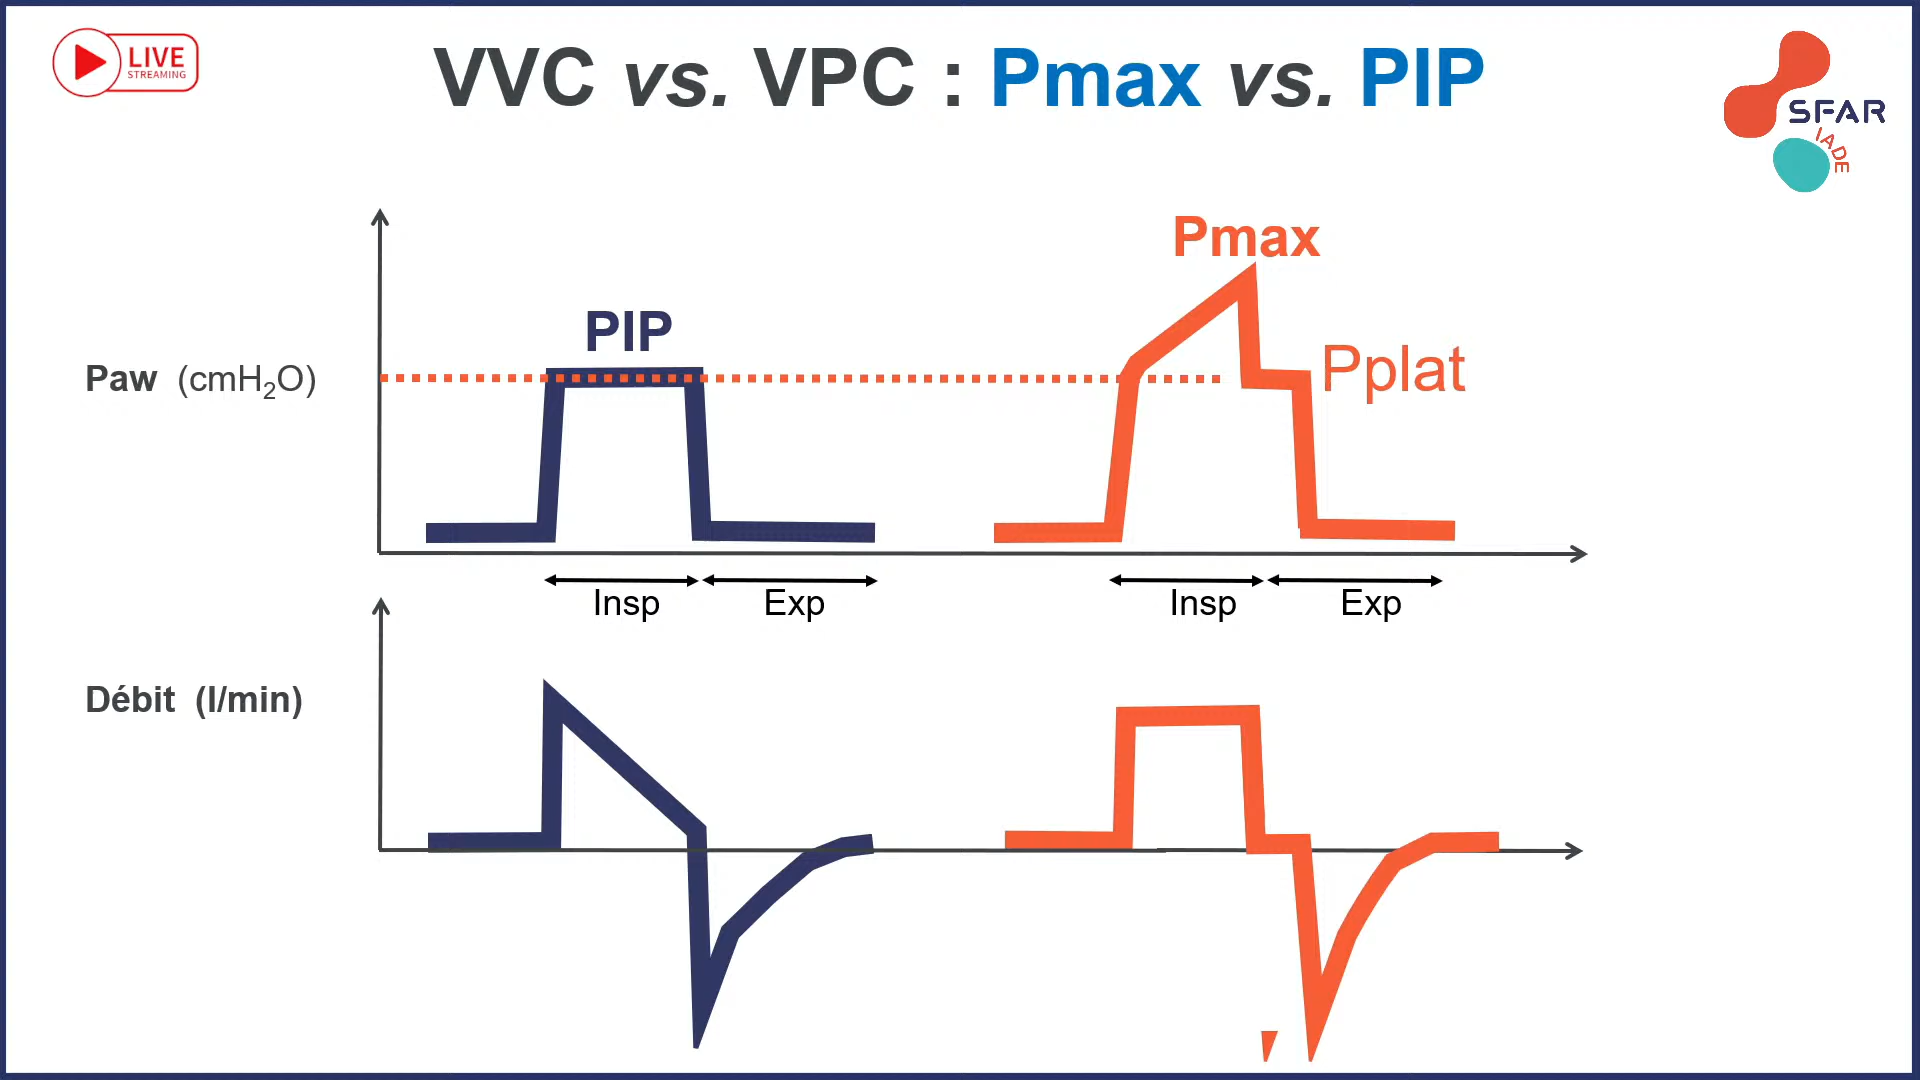 LIVE
STREAMING
VVC vs. VPC : Pmax vs. PIP
SFAR
IADE
Pmax
PIP
Paw (cmH₂O)
Pplat
Insp
Exp
Insp
Exp
Débit (l/min)